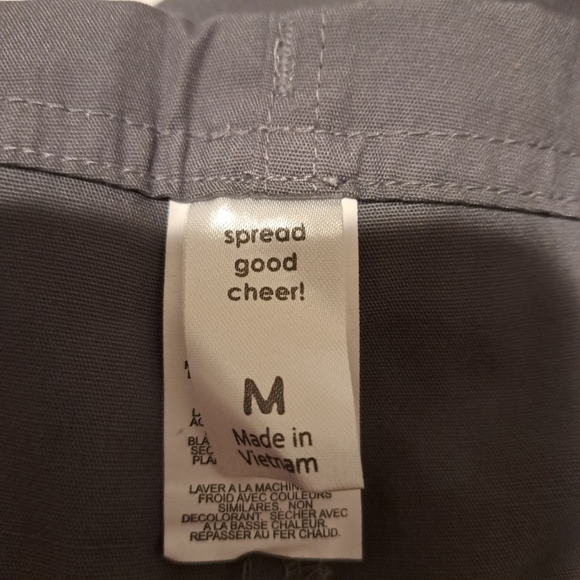 spread
good
cheer!
M
Made in
Vietnam
LAVER A LA MACHIN
FROID AVEC COULEURS
SIMILAIRES. NON
DECOLORANT. SECHER AVEC
A LA BASSE CHALEUR.
REPASSER AU FER CHAUD.